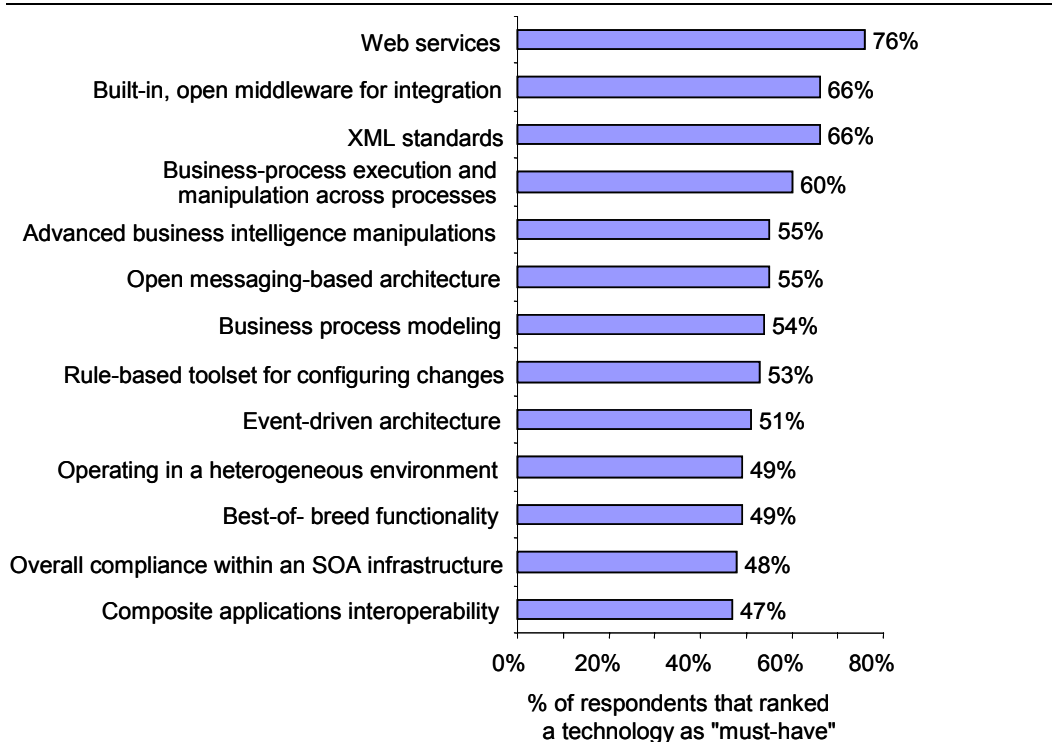 Web services 76%
Built-in, open middleware for integration 66%
XML standards 66%
Business-process execution and
manipulation across processes 60%
Advanced business intelligence manipulations 55%
Open messaging-based architecture 55%
Business process modeling 54%
Rule-based toolset for configuring changes 53%
Event-driven architecture 51%
Operating in a heterogeneous environment 49%
Best-of- breed functionality 49%
Overall compliance within an SOA infrastructure 48%
Composite applications interoperability 47%
0% 20% 40% 60% 80%
% of respondents that ranked
a technology as "must-have"